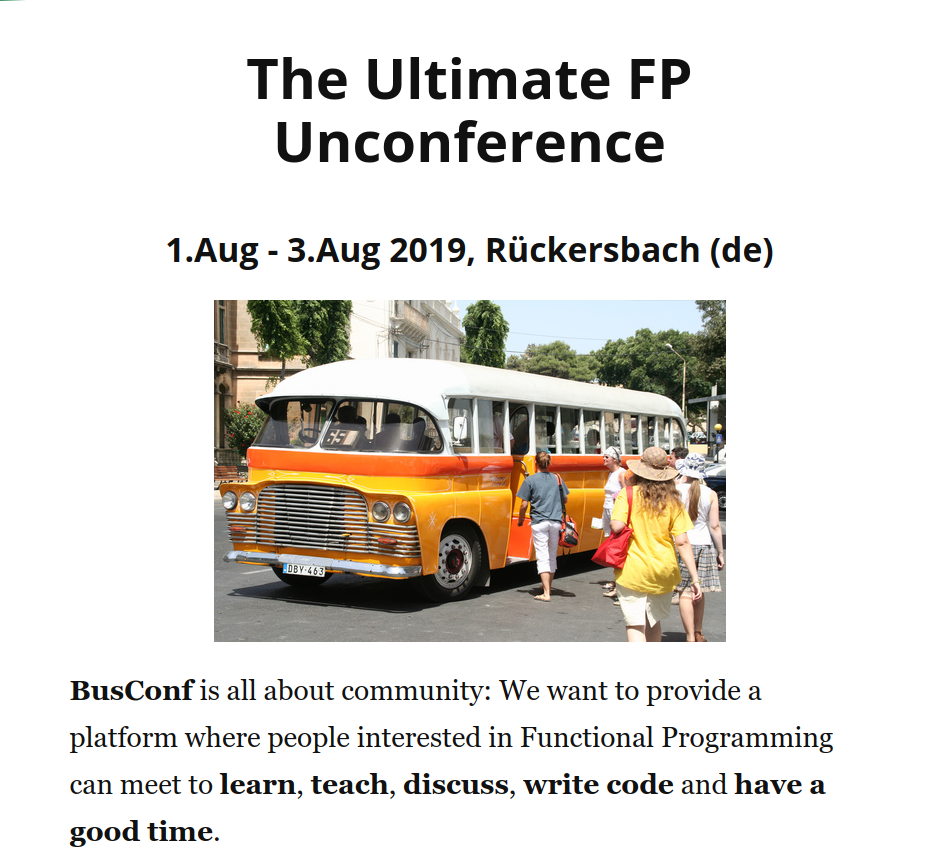 The Ultimate FP
Unconference
1.Aug - 3.Aug 2019, Rückersbach (de)
DBY·463
BusConf is all about community: We want to provide a
platform where people interested in Functional Programming
can meet to learn, teach, discuss, write code and have a
good time.